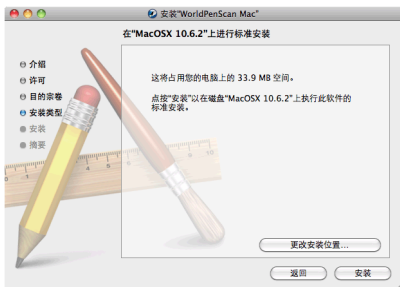 安装“WorldPenScan Mac”
在“MacOSX 10.6.2”上进行标准安装
介绍
许可
目的宗卷
安装类型
安装
摘要
这将占用您的电脑上的 33.9 MB 空间。
点按“安装”以在磁盘“MacOSX 10.6.2”上执行此软件的
标准安装。
更改安装位置...
返回
安装